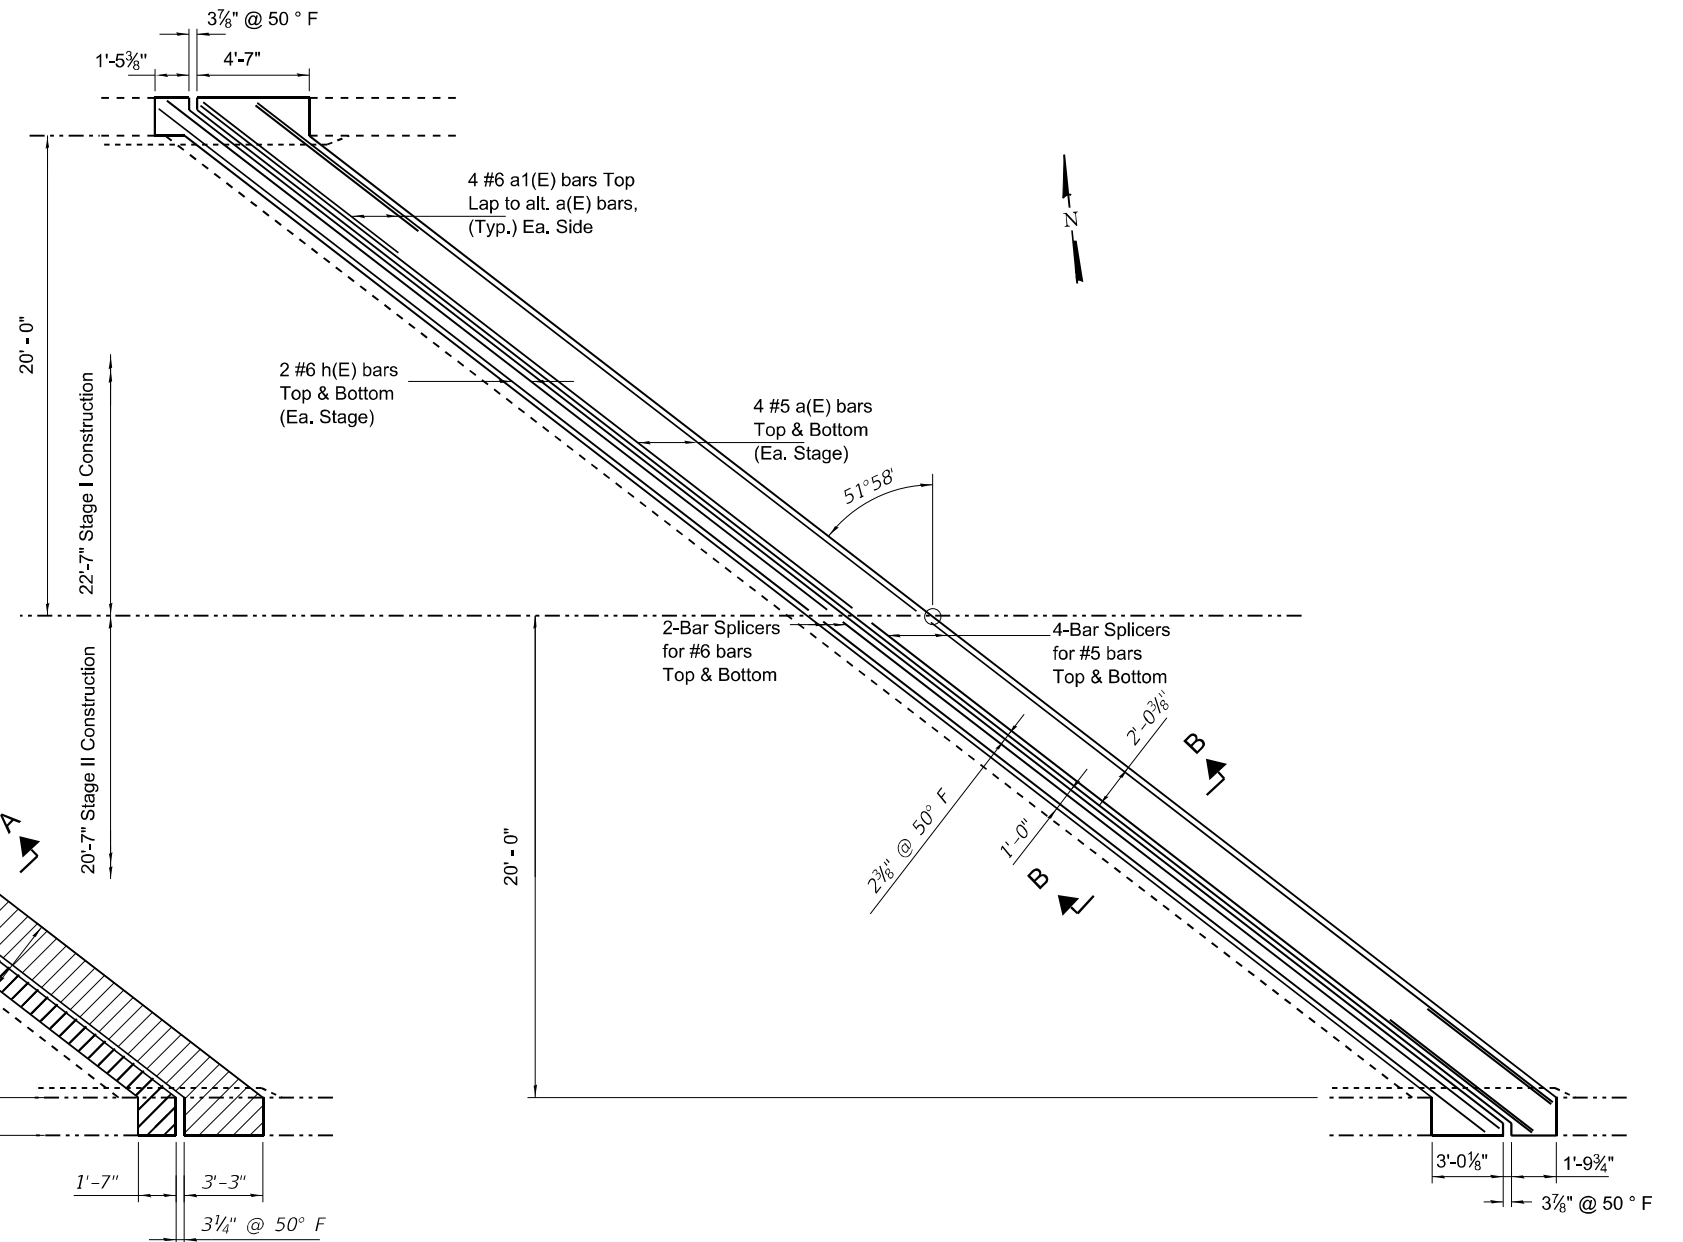 3⅞" @ 50 ° F
1'-5⅜"
4'-7"
4 #6 a1(E) bars Top
Lap to alt. a(E) bars,
(Typ.) Ea. Side
N
20' - 0"
22'-7" Stage I Construction
2 #6 h(E) bars
Top & Bottom
(Ea. Stage)
4 #5 a(E) bars
Top & Bottom
(Ea. Stage)
51°58'
2-Bar Splicers
for #6 bars
Top & Bottom
4-Bar Splicers
for #5 bars
Top & Bottom
20'-7" Stage II Construction
2'-0⅜"
B
2⅜" @ 50° F
1'-0"
B
A
20' - 0"
1'-7"
3'-3"
3¼" @ 50° F
3'-0⅛"
1'-9¾"
3⅞" @ 50 ° F